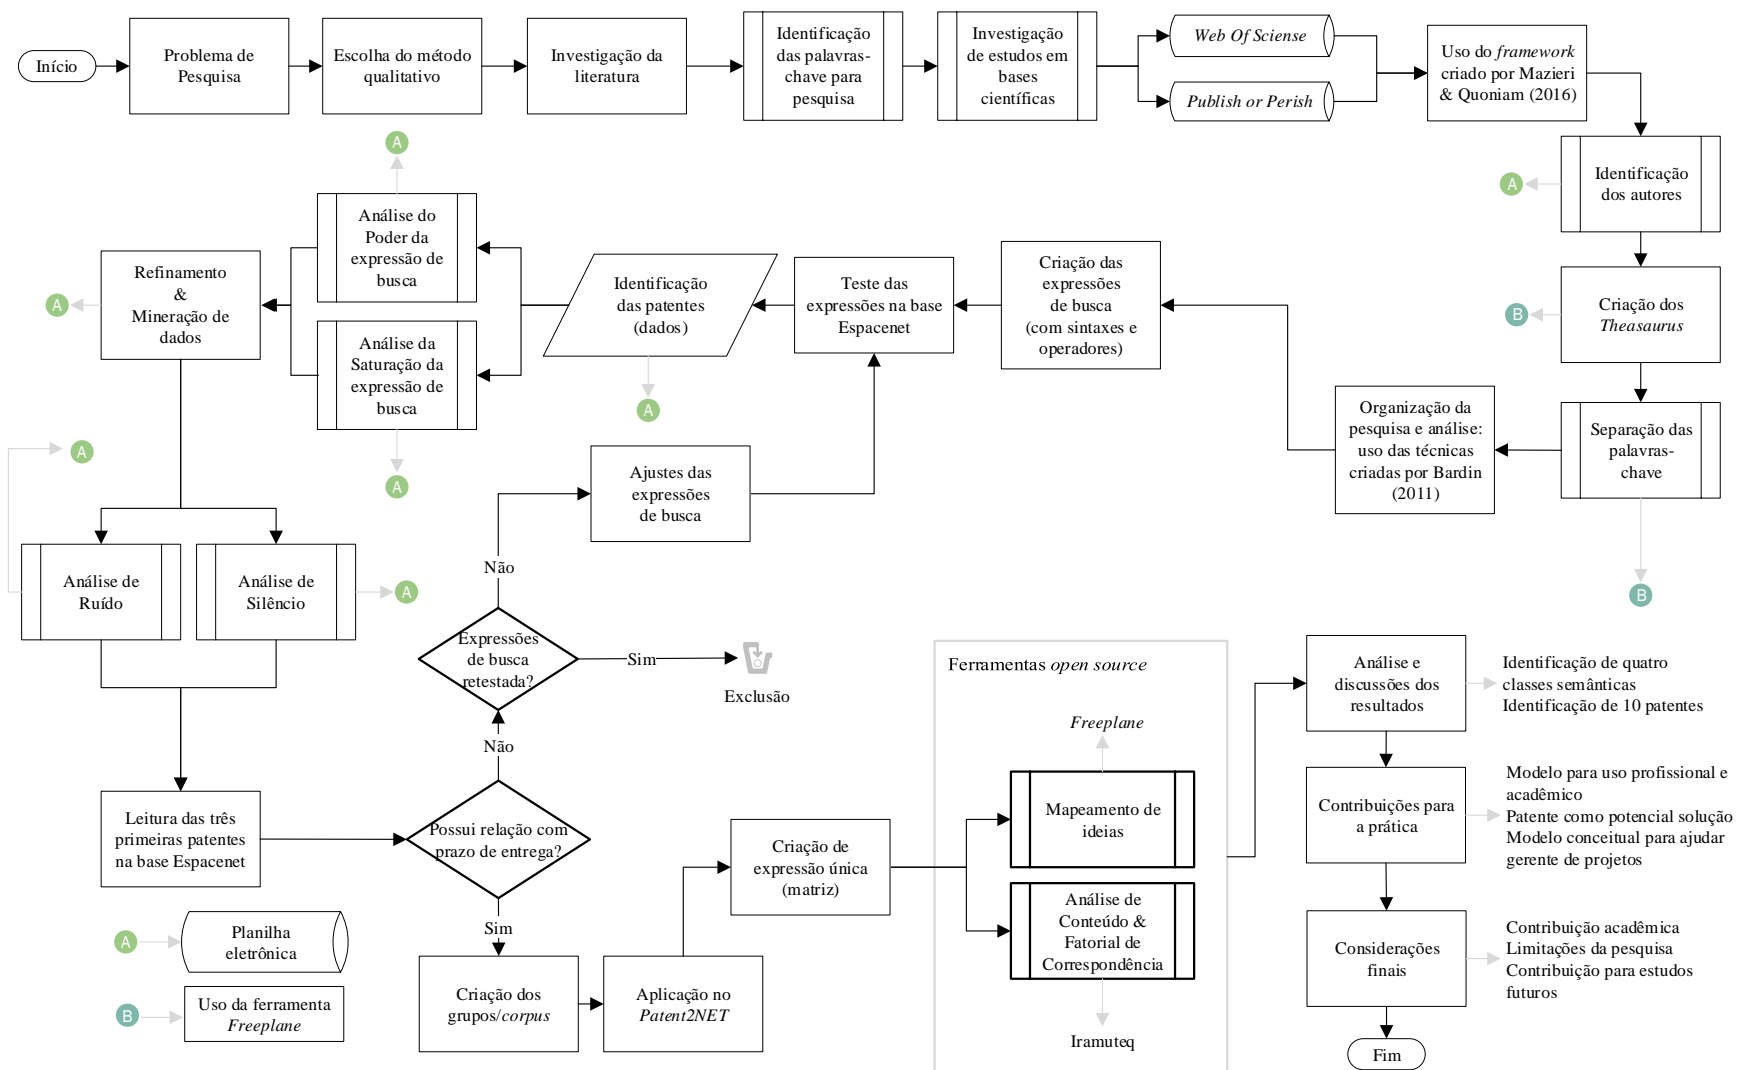 Início
Problema de
Pesquisa
Escolha do método
qualitativo
Investigação da
literatura
Identificação
das palavras-
chave para
pesquisa
Investigação
de estudos em
bases
científicas
Web Of Sciense
Publish or Perish
Uso do framework
criado por Mazieri
& Quoniam (2016)
A
Identificação
dos autores
A
Análise do
Poder da
expressão de
busca
Refinamento
&
Mineração de
dados
A
Identificação
das patentes
(dados)
Teste das
expressões na base
Espacenet
Criação das
expressões
de busca
(com sintaxes e
operadores)
B
Criação dos
Theasaurus
Análise da
Saturação da
expressão de
busca
A
Organização da
pesquisa e análise:
uso das técnicas
criadas por Bardin
(2011)
Separação das
palavras-
chave
A
A
Ajustes das
expressões
de busca
Não
Análise de
Ruído
Análise de
Silêncio
A
B
Expressões
de busca
retestada?
Sim
Exclusão
Ferramentas open source
Análise e
discussões dos
resultados
Identificação de quatro
classes semânticas
Identificação de 10 patentes
Freeplane
Não
Leitura das três
primeiras patentes
na base Espacenet
Possui relação com
prazo de entrega?
Criação de
expressão única
(matriz)
Mapeamento de
ideias
Contribuições para
a prática
Modelo para uso profissional e
acadêmico
Patente como potencial solução
Modelo conceitual para ajudar
gerente de projetos
Análise de
Conteúdo &
Fatorial de
Correspondência
Sim
A
Planilha
eletrônica
Considerações
finais
Contribuição acadêmica
Limitações da pesquisa
Contribuição para estudos
futuros
B
Uso da ferramenta
Freeplane
Criação dos
grupos/corpus
Aplicação no
Patent2NET
Iramuteq
Fim